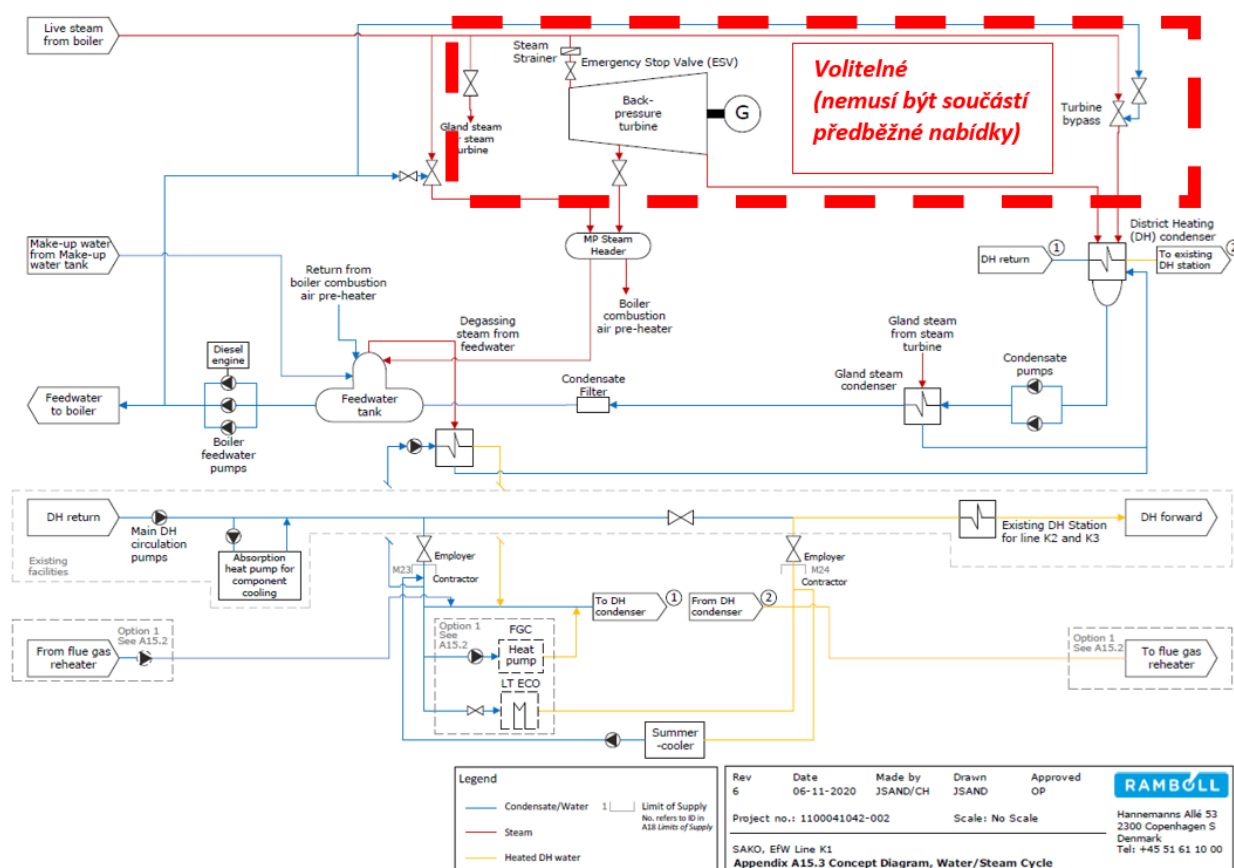 Live steam
from boiler
Steam
Strainer
Emergency Stop Valve (ESV)
Back-
pressure
turbine
G
Volitelné
(nemusí být součástí
předběžné nabídky)
Turbine
bypass
Gland steam
steam
turbine
Make-up water
from Make-up
water tank
Return from
boiler combustion
air pre-heater
MP Steam
Header
Boiler
combustion
air pre-heater
District Heating
(DH) condenser
DH return
1
To existing
DH station
2
Degassing
steam from
feedwater
Gland steam
from steam
turbine
Gland steam
condenser
Condensate
pumps
Diesel
engine
Feedwater
to boiler
Feedwater
tank
Condensate
Filter
Boiler
feedwater
pumps
DH return
Main DH
circulation
pumps
Absorption
heat pump for
component
cooling
Existing
facilities
Employer
M23
Contractor
Employer
M24
Contractor
Existing DH Station
for line K2 and K3
DH forward
To DH
condenser
1
From DH
condenser
2
Option 1
See A15.2
From flue gas
reheater
Option 1
See
A15.2
FGC
Heat
pump
LT ECO
Option 1
See A15.2
To flue gas
reheater
Summer
-cooler
Legend
Condensate/Water
Steam
Heated DH water
1
Limit of Supply
No. refers to ID in
A18 Limits of Supply
Rev Date Made by Drawn Approved
6 06-11-2020 JSAND/CH JSAND OP
Project no.: 1100041042-002 Scale: No Scale
SAKO, EfW Line K1
Appendix A15.3 Concept Diagram, Water/Steam Cycle
RAMBOLL
Hannemanns Allé 53
2300 Copenhagen S
Denmark
Tel: +45 51 61 10 00